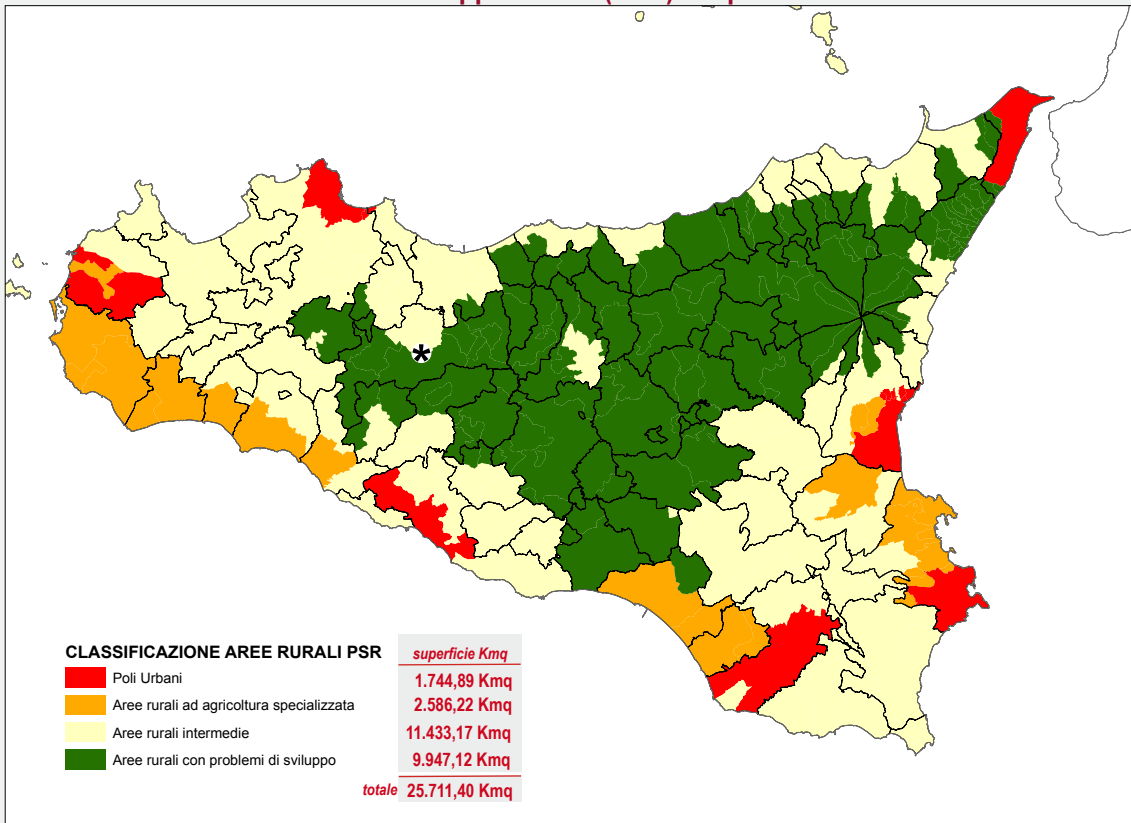 CLASSIFICAZIONE AREE RURALI PSR superficie Kmq
Poli Urbani 1.744,89 Kmq
Aree rurali ad agricoltura specializzata 2.586,22 Kmq
Aree rurali intermedie 11.433,17 Kmq
Aree rurali con problemi di sviluppo 9.947,12 Kmq
totale 25.711,40 Kmq